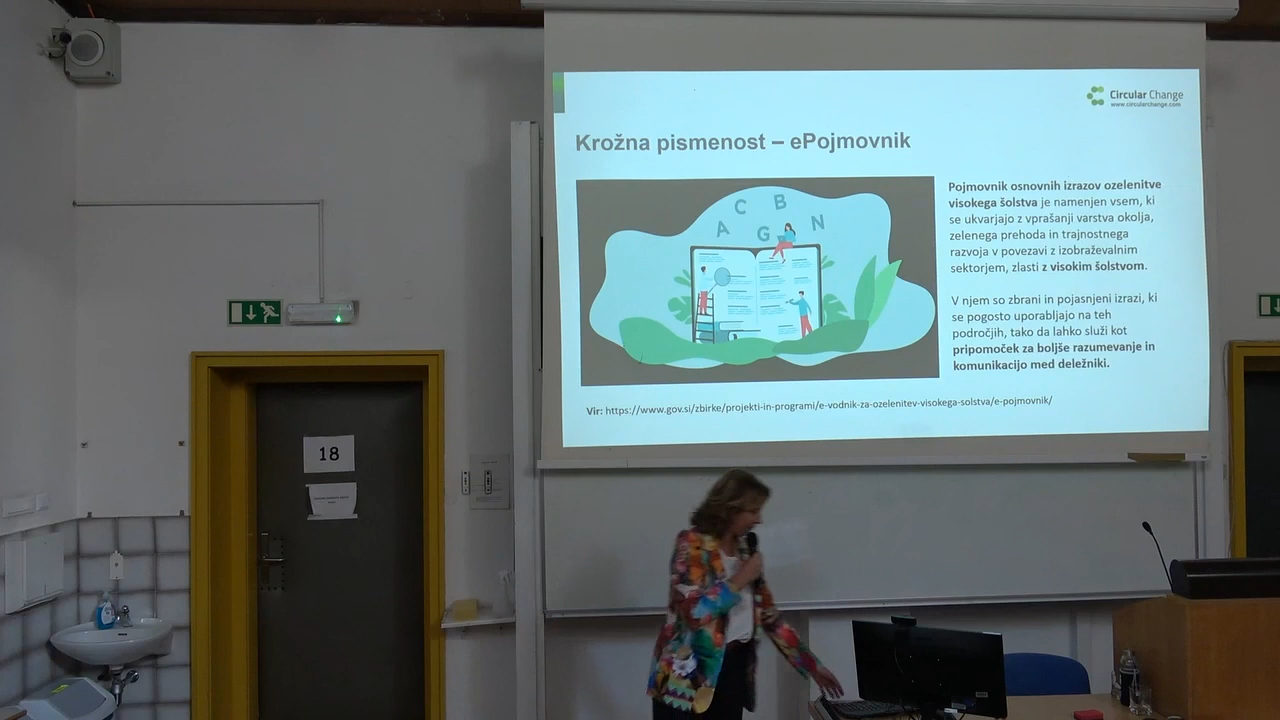 Circular Change
www.circularchange.com
Krožna pismenost – ePojmovnik
A C B G N
Pojmovnik osnovnih izrazov ozelenitve
visokega šolstva je namenjen vsem, ki
se ukvarjajo z vprašanji varstva okolja,
zelenega prehoda in trajnostnega
razvoja v povezavi z izobraževalnim
sektorjem, zlasti z visokim šolstvom.
V njem so zbrani in pojasnjeni izrazi, ki
se pogosto uporabljajo na teh
področjih, tako da lahko služi kot
pripomoček za boljše razumevanje in
komunikacijo med deležniki.
Vir: https://www.gov.si/zbirke/projekti-in-programi/e-vodnik-za-ozelenitev-visokega-solstva/e-pojmovnik/
18